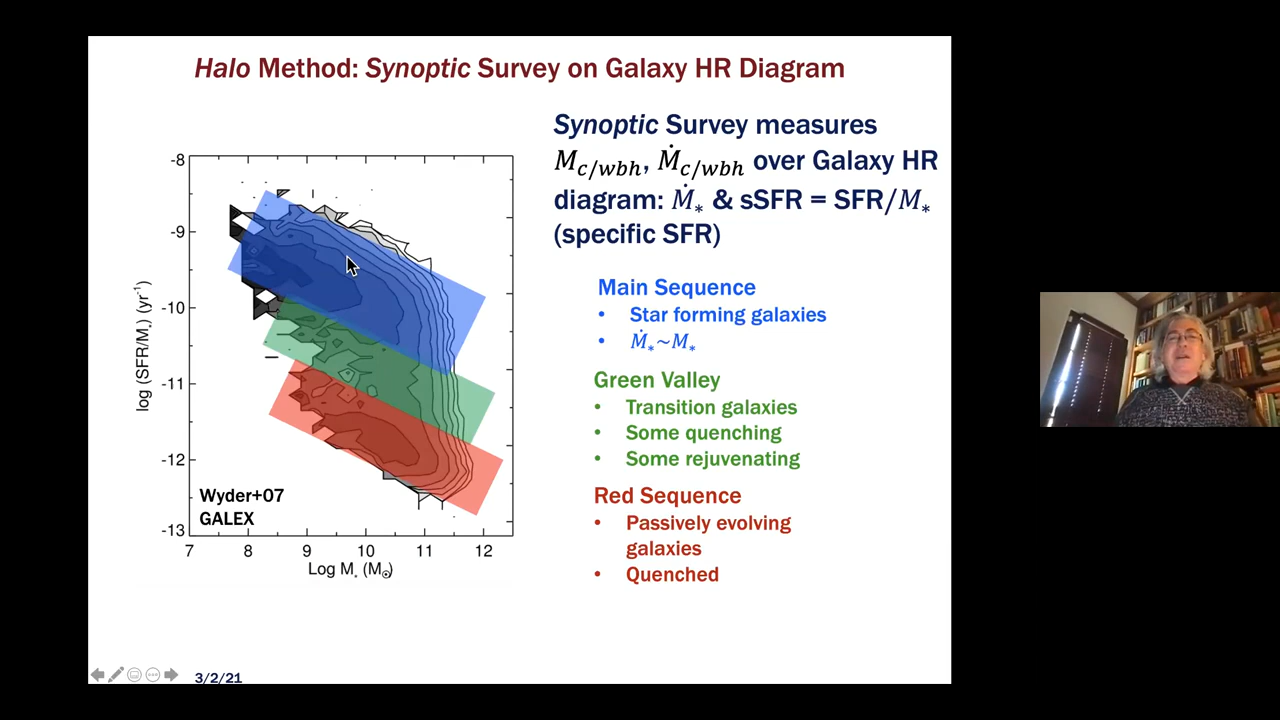 Halo Method: Synoptic Survey on Galaxy HR Diagram
Synoptic Survey measures
M_c/wbh, Ṁ_c/wbh over Galaxy HR
diagram: Ṁ_* & sSFR = SFR/M_*
(specific SFR)
Main Sequence
• Star forming galaxies
• Ṁ_*~M_*
Green Valley
• Transition galaxies
• Some quenching
• Some rejuvenating
Red Sequence
• Passively evolving
galaxies
• Quenched
-8
-9
-10
-11
-12
-13
log (SFR/M_*) (yr⁻¹)
Wyder+07
GALEX
7 8 9 10 11 12
Log M_* (M_⊙)
3/2/21